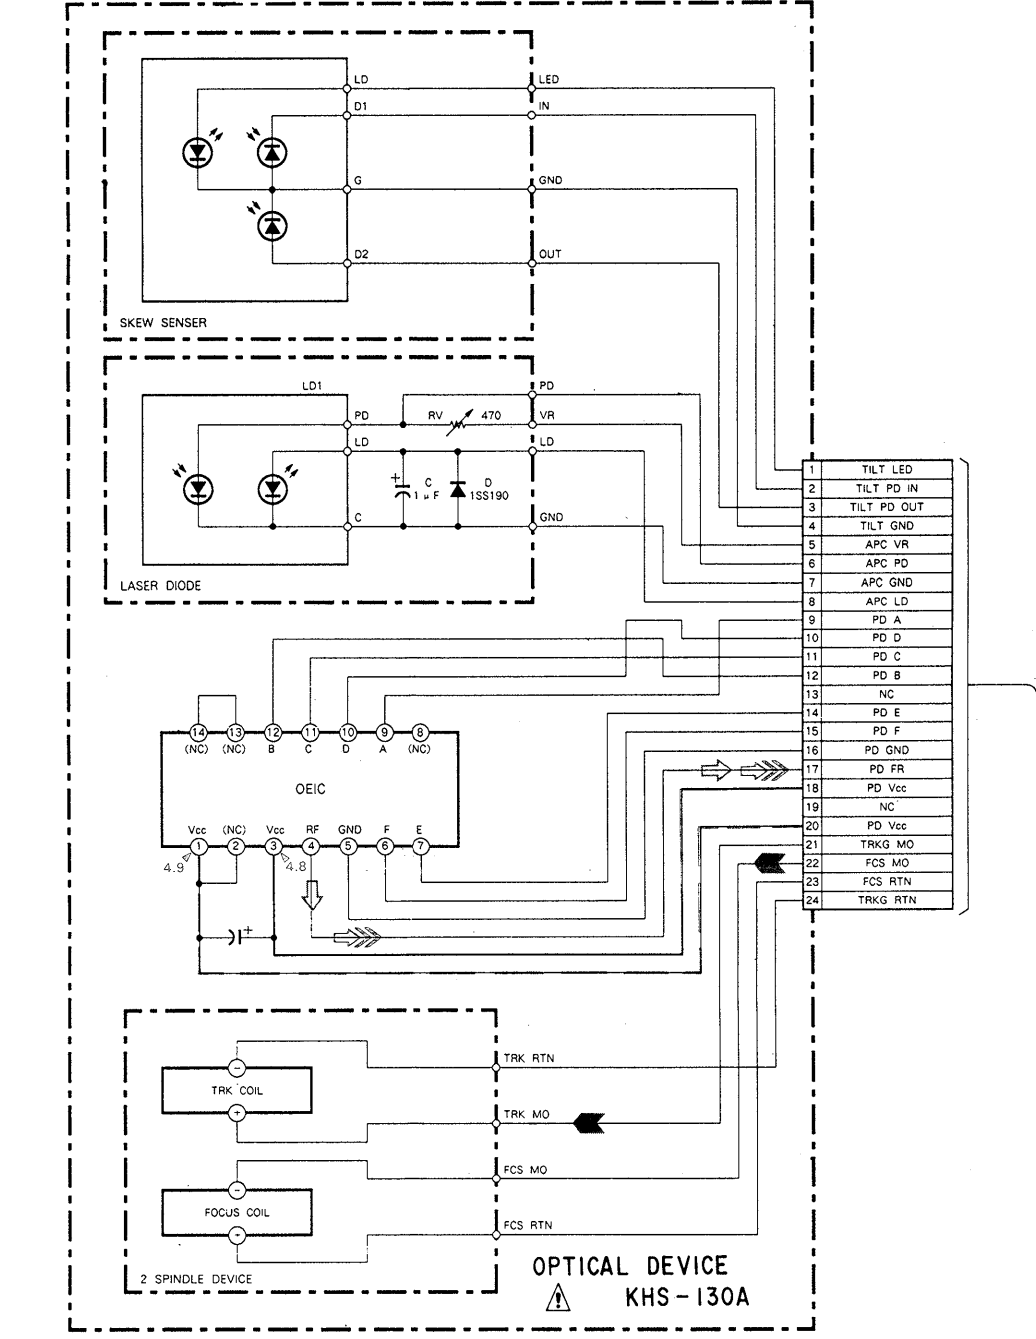 LD
LED
D1
IN
G
GND
D2
OUT
SKEW SENSER
LD1
PD
PD
RV 470
VR
LD
LD
+
C
1 μF
D
1SS190
C
GND
LASER DIODE
1 TILT LED
2 TILT PD IN
3 TILT PD OUT
4 TILT GND
5 APC VR
6 APC PD
7 APC GND
8 APC LD
9 PD A
10 PD D
11 PD C
12 PD B
13 NC
14 PD E
15 PD F
16 PD GND
17 PD FR
18 PD Vcc
19 NC
20 PD Vcc
21 TRKG MO
22 FCS MO
23 FCS RTN
24 TRKG RTN
14 13 12 11 10 9 8
(NC) (NC) B C D A (NC)
OEIC
Vcc (NC) Vcc RF GND F E
1 2 3 4 5 6 7
4.9 4.8
+
−
TRK COIL
+
TRK RTN
TRK MO
−
FOCUS COIL
+
FCS MO
FCS RTN
2 SPINDLE DEVICE
OPTICAL DEVICE
! KHS-130A